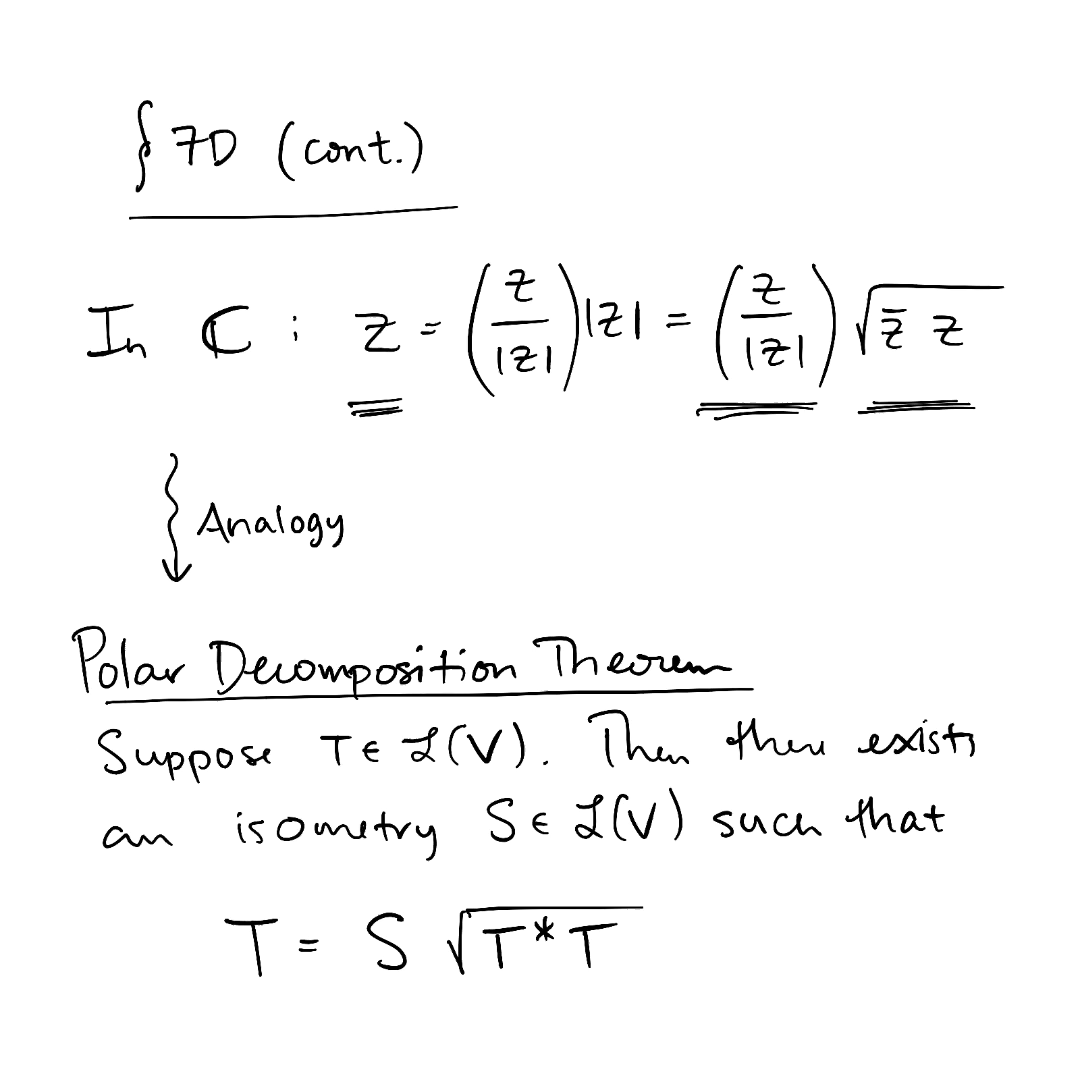 § 7D (cont.)
In ℂ : z = (z/|z|)|z| = (z/|z|) √(z̄ z)
Analogy
Polar Decomposition Theorem
Suppose T ∈ ℒ(V). Then there exists
an isometry S ∈ ℒ(V) such that
T = S √(T*T)